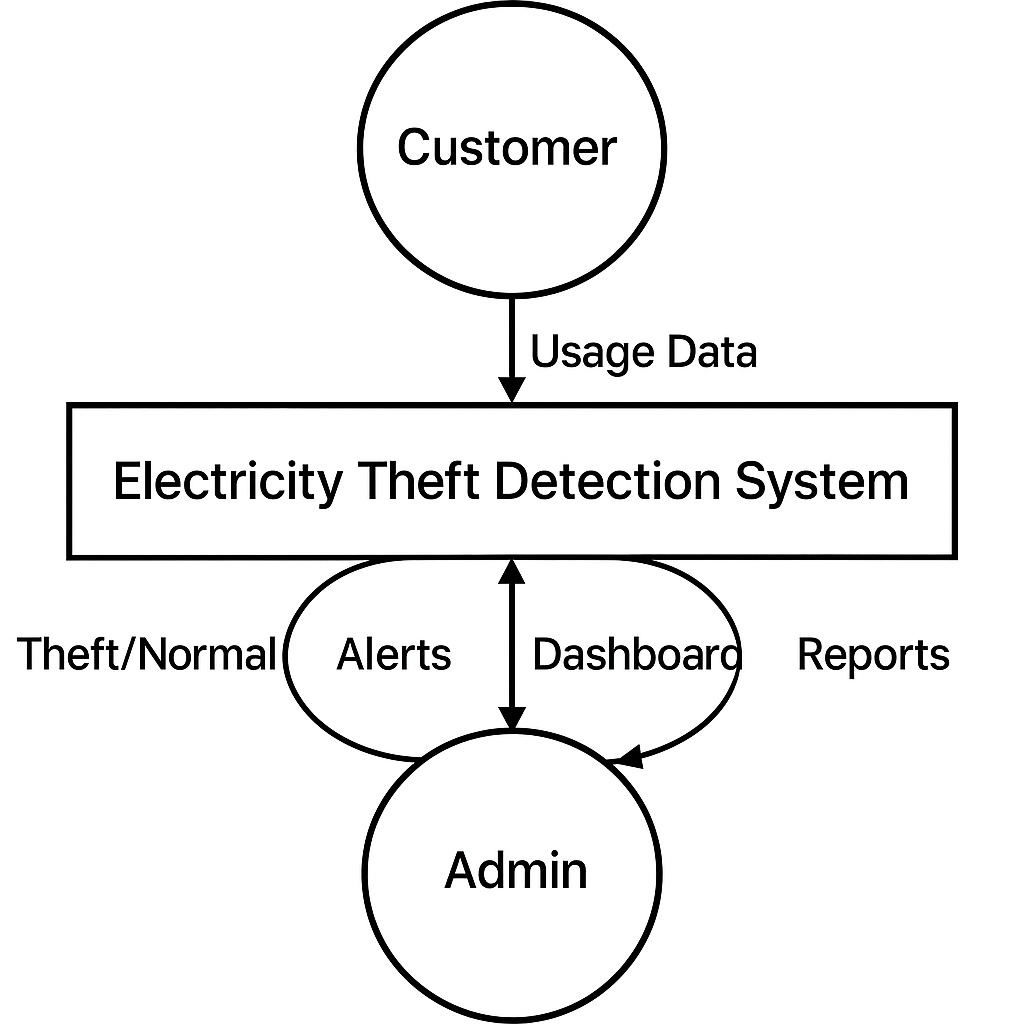 Customer
Usage Data
Electricity Theft Detection System
Theft/Normal
Alerts
Dashboard
Reports
Admin